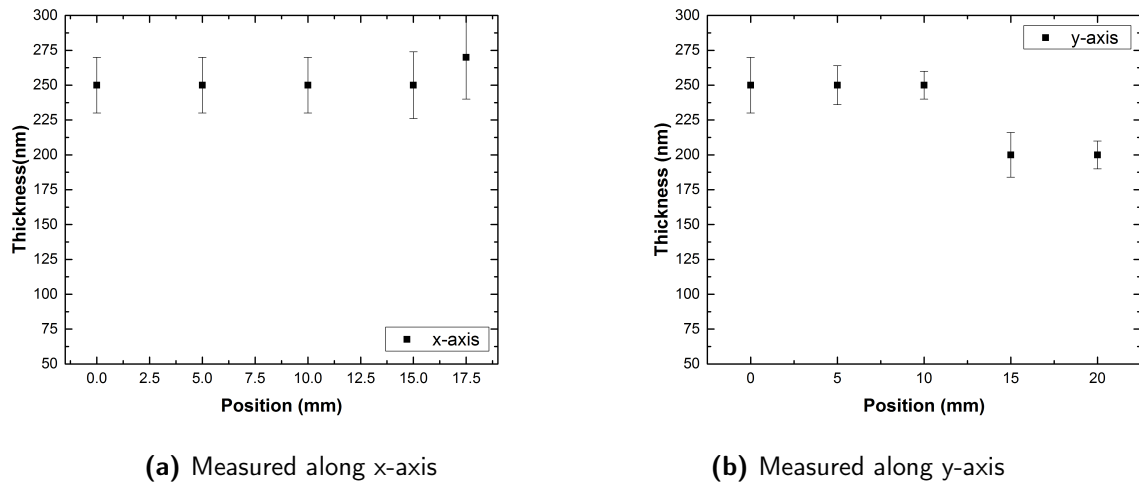 300
275
250
225
200
175
150
125
100
75
50
Thickness(nm)
x-axis
0.0 2.5 5.0 7.5 10.0 12.5 15.0 17.5
Position (mm)
(a) Measured along x-axis
300
275
250
225
200
175
150
125
100
75
50
Thickness (nm)
y-axis
0 5 10 15 20
Position (mm)
(b) Measured along y-axis